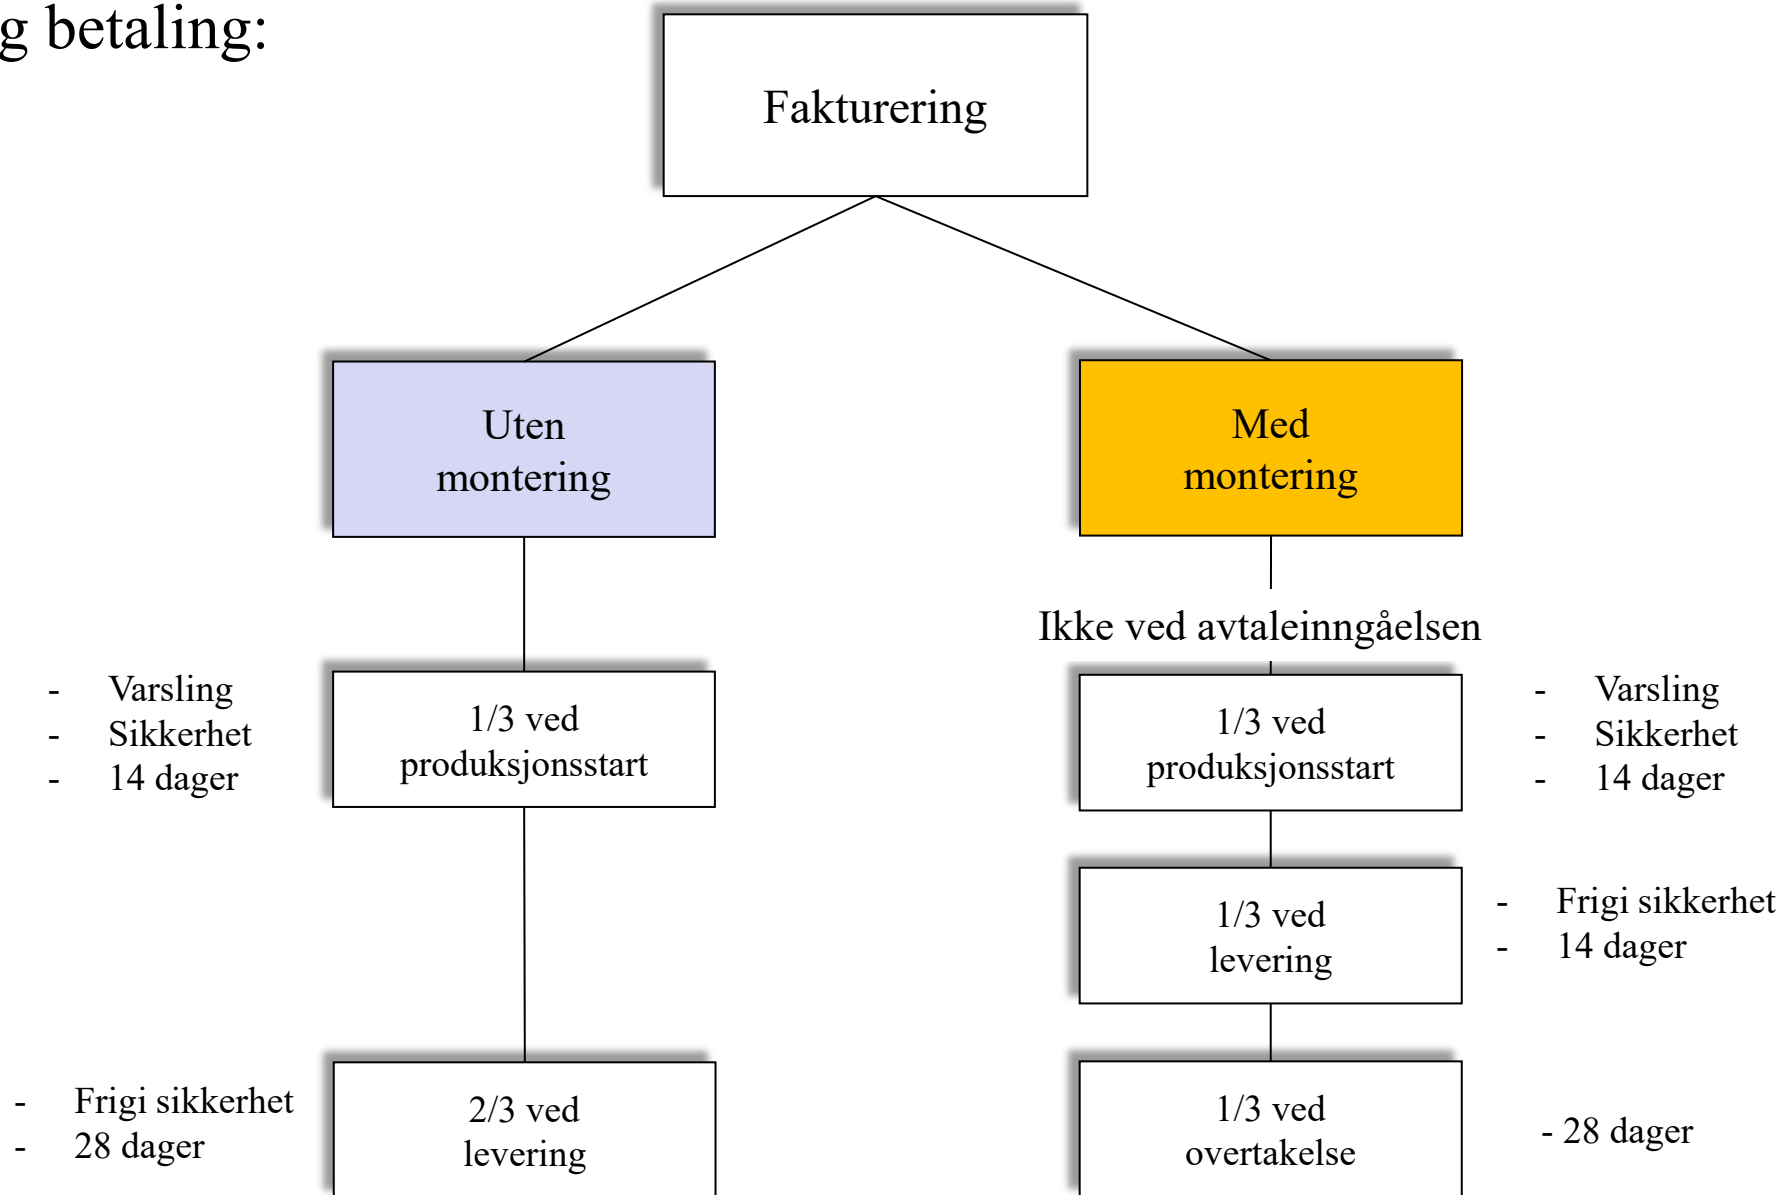 g betaling:
Fakturering
Uten
montering
Med
montering
Ikke ved avtaleinngåelsen
- Varsling
- Sikkerhet
- 14 dager
1/3 ved
produksjonsstart
1/3 ved
produksjonsstart
- Varsling
- Sikkerhet
- 14 dager
1/3 ved
levering
- Frigi sikkerhet
- 14 dager
- Frigi sikkerhet
- 28 dager
2/3 ved
levering
1/3 ved
overtakelse
- 28 dager